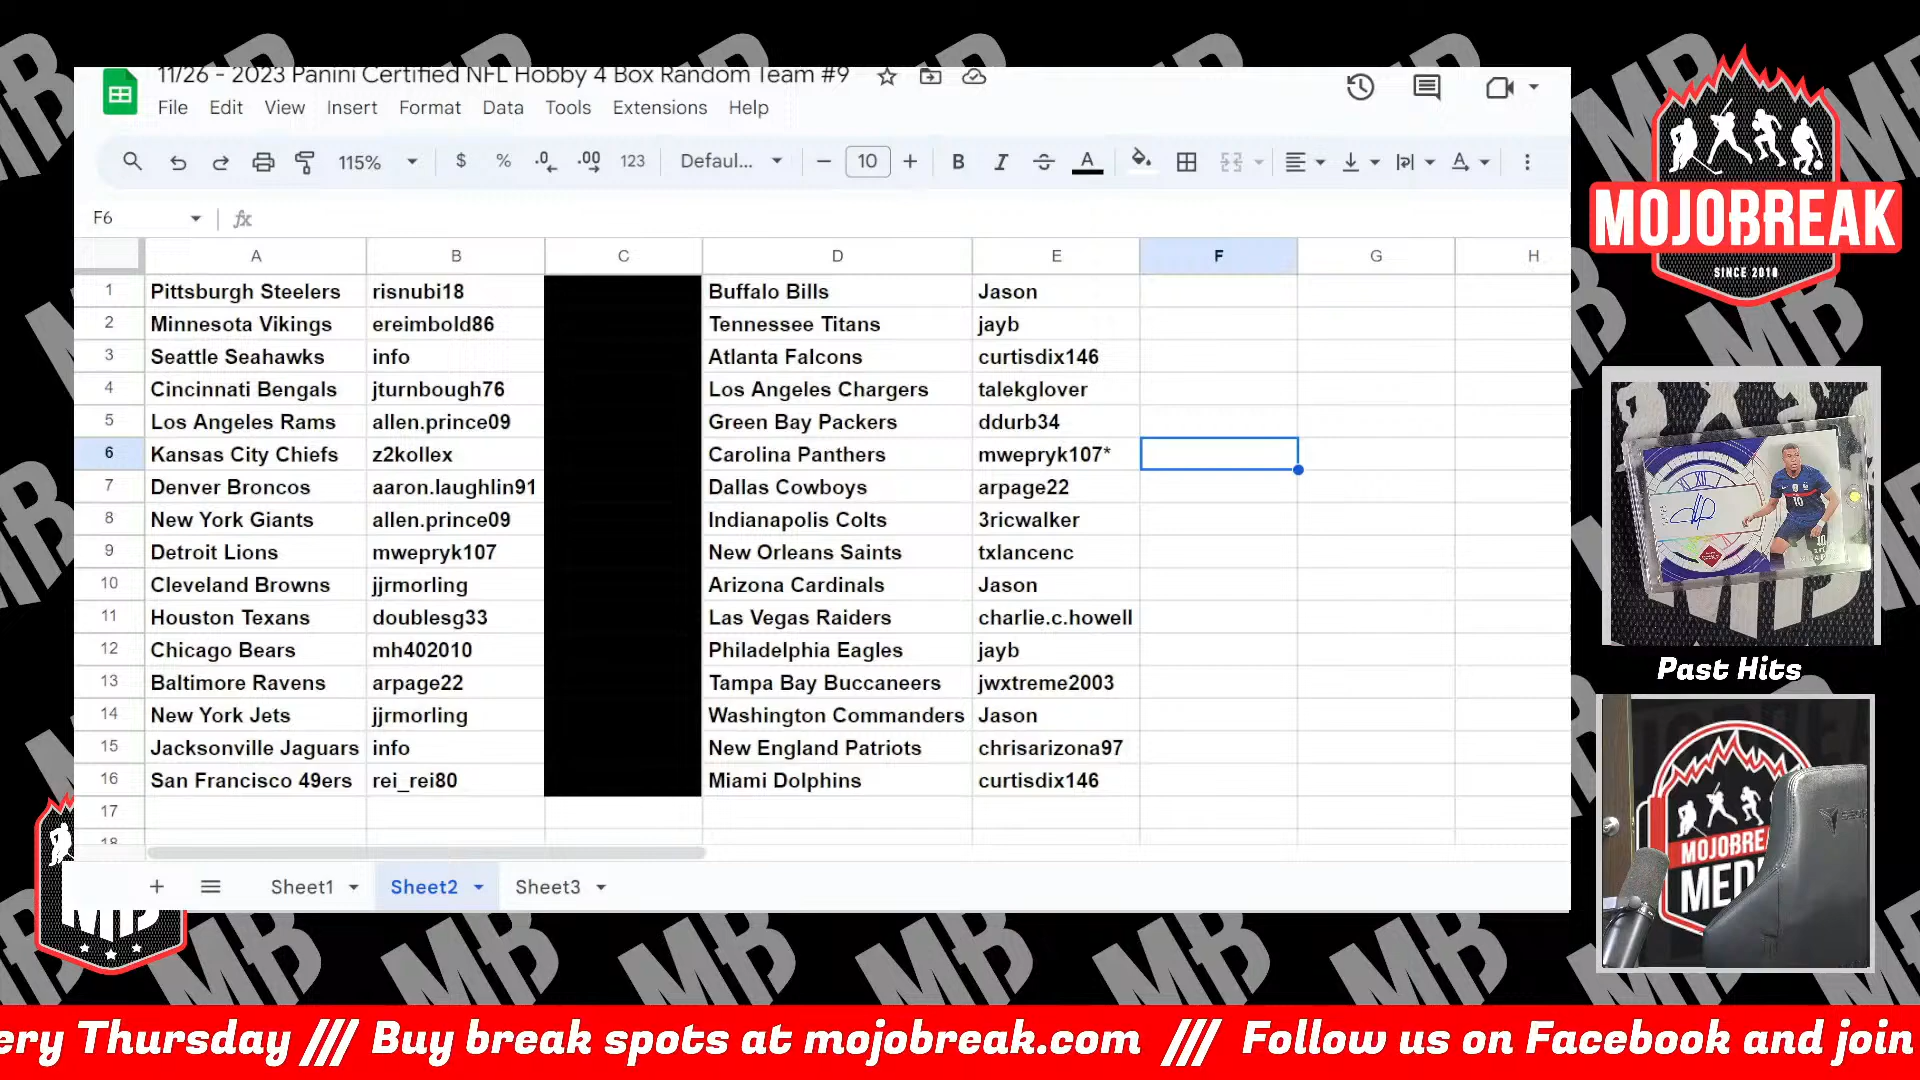 11/26 - 2023 Panini Certified NFL Hobby 4 Box Random Team #9
File Edit View Insert Format Data Tools Extensions Help
115% $ % .0 .00 123 Defaul... 10 B I A
F6 fx
A B C D E F G H
1 Pittsburgh Steelers risnubi18 Buffalo Bills Jason
2 Minnesota Vikings ereimbold86 Tennessee Titans jayb
3 Seattle Seahawks info Atlanta Falcons curtisdix146
4 Cincinnati Bengals jturnbough76 Los Angeles Chargers talekglover
5 Los Angeles Rams allen.prince09 Green Bay Packers ddurb34
6 Kansas City Chiefs z2kollex Carolina Panthers mwepryk107*
7 Denver Broncos aaron.laughlin91 Dallas Cowboys arpage22
8 New York Giants allen.prince09 Indianapolis Colts 3ricwalker
9 Detroit Lions mwepryk107 New Orleans Saints txlancenc
10 Cleveland Browns jjrmorling Arizona Cardinals Jason
11 Houston Texans doublesg33 Las Vegas Raiders charlie.c.howell
12 Chicago Bears mh402010 Philadelphia Eagles jayb
13 Baltimore Ravens arpage22 Tampa Bay Buccaneers jwxtreme2003
14 New York Jets jjrmorling Washington Commanders Jason
15 Jacksonville Jaguars info New England Patriots chrisarizona97
16 San Francisco 49ers rei_rei80 Miami Dolphins curtisdix146
17
18
Sheet1 Sheet2 Sheet3
MOJOBREAK
SINCE 2010
Past Hits
MOJOBREA
MED
MB
ery Thursday /// Buy break spots at mojobreak.com /// Follow us on Facebook and join